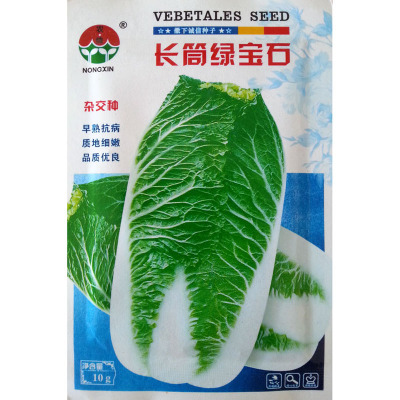 VEBETALES SEED
®
NONGXIN
☆★ 撒下诚信种子 ★☆
长筒绿宝石
杂交种
早熟抗病
质地细嫩
品质优良
净含量
10g